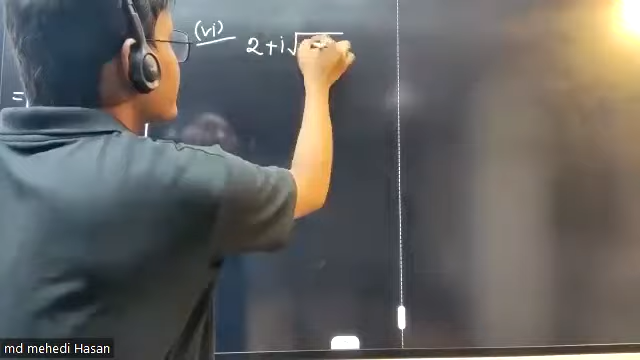 (vi) 2+i√
=
md mehedi Hasan